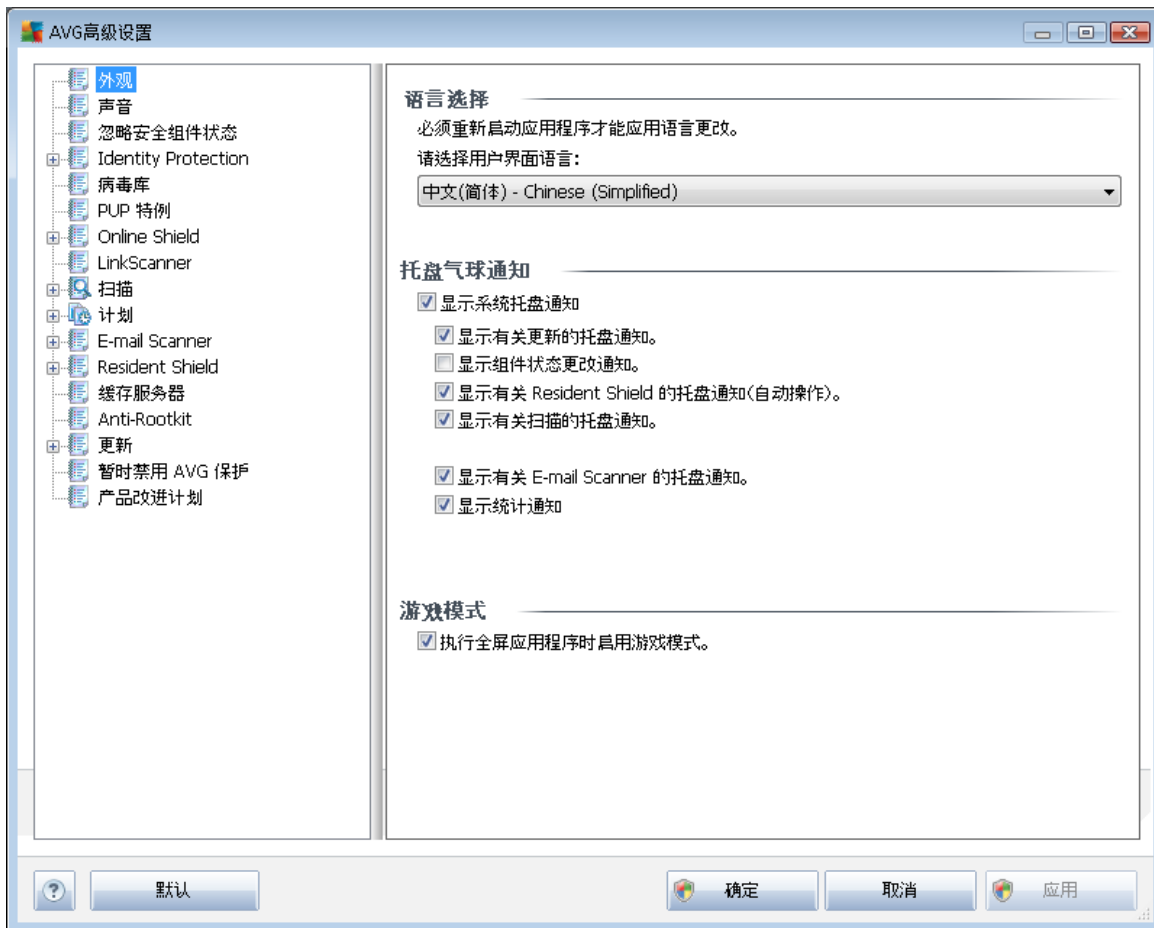 AVG高级设置
外观
声音
忽略安全组件状态
Identity Protection
病毒库
PUP 特例
Online Shield
LinkScanner
扫描
计划
E-mail Scanner
Resident Shield
缓存服务器
Anti-Rootkit
更新
暂时禁用 AVG 保护
产品改进计划
语言选择
必须重新启动应用程序才能应用语言更改。
请选择用户界面语言:
中文(简体) - Chinese (Simplified)
托盘气球通知
显示系统托盘通知
显示有关更新的托盘通知。
显示组件状态更改通知。
显示有关 Resident Shield 的托盘通知(自动操作)。
显示有关扫描的托盘通知。
显示有关 E-mail Scanner 的托盘通知。
显示统计通知
游戏模式
执行全屏应用程序时启用游戏模式。
?
默认
确定
取消
应用